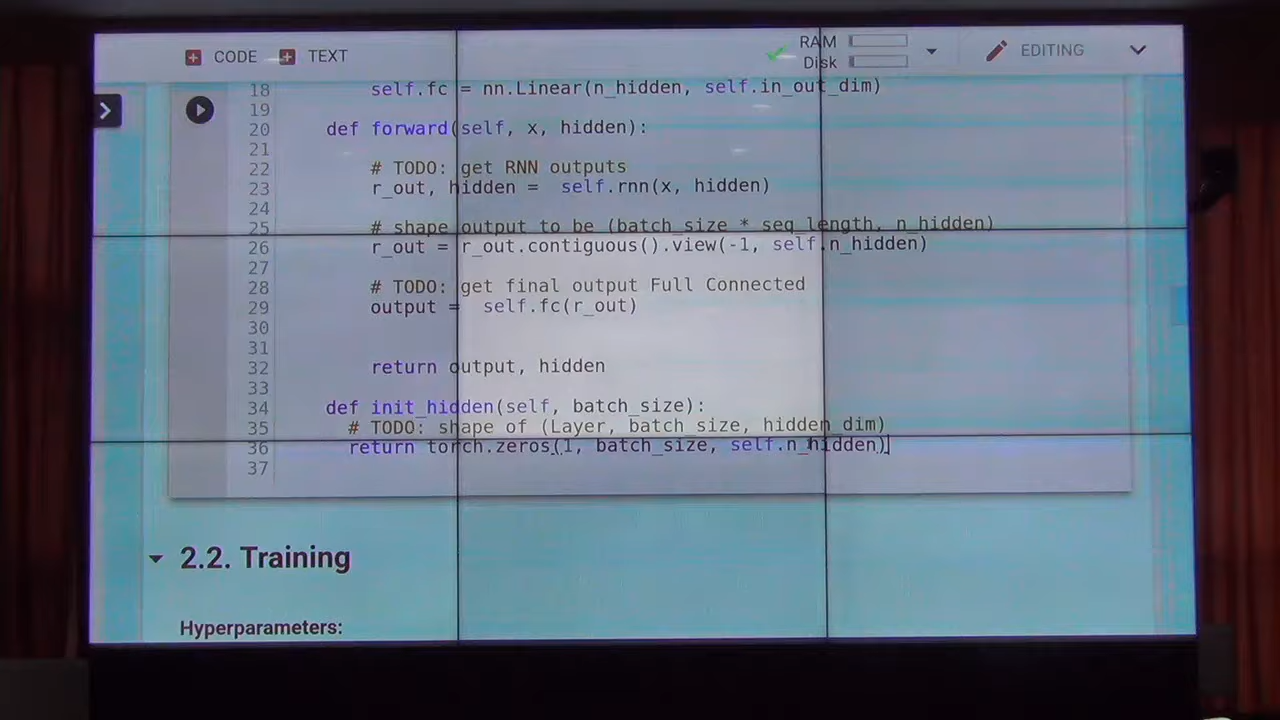 CODE TEXT RAM Disk EDITING
18 self.fc = nn.Linear(n_hidden, self.in_out_dim)
19
20 def forward(self, x, hidden):
21
22 # TODO: get RNN outputs
23 r_out, hidden = self.rnn(x, hidden)
24
25 # shape output to be (batch_size * seq_length, n_hidden)
26 r_out = r_out.contiguous().view(-1, self.n_hidden)
27
28 # TODO: get final output Full Connected
29 output = self.fc(r_out)
30
31
32 return output, hidden
33
34 def init_hidden(self, batch_size):
35 # TODO: shape of (Layer, batch_size, hidden_dim)
36 return torch.zeros(1, batch_size, self.n_hidden)
37
2.2. Training
Hyperparameters: